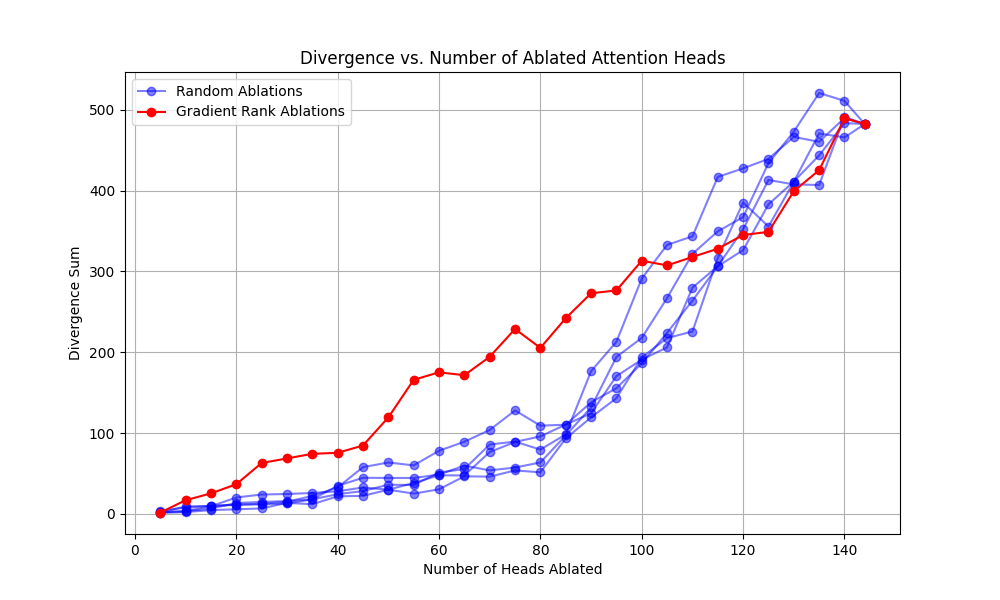 Divergence vs. Number of Ablated Attention Heads
Random Ablations
Gradient Rank Ablations
Divergence Sum
500
400
300
200
100
0
0 20 40 60 80 100 120 140
Number of Heads Ablated